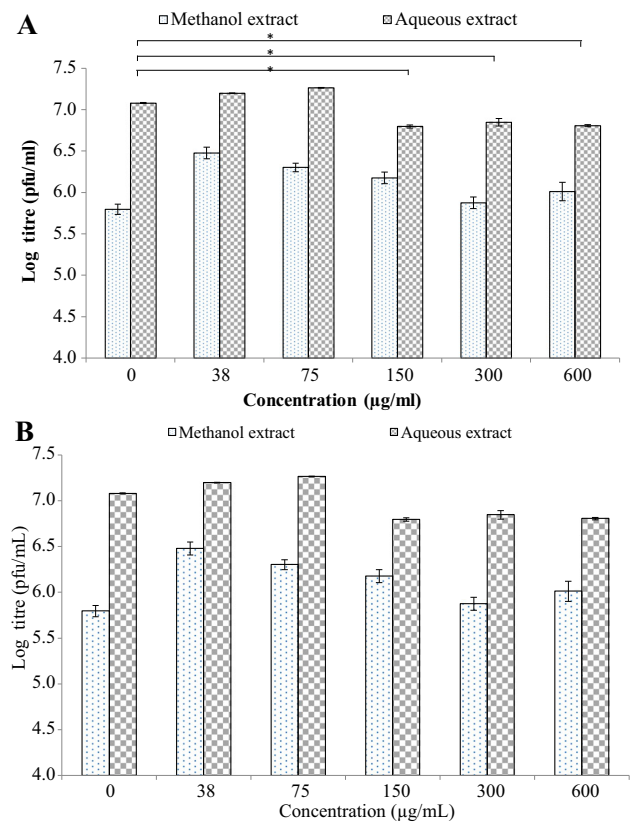 A
Methanol extract
Aqueous extract
*
*
*
7.5
7.0
6.5
6.0
5.5
5.0
4.5
4.0
Log titre (pfu/ml)
0 38 75 150 300 600
Concentration (µg/ml)
B
Methanol extract
Aqueous extract
7.5
7.0
6.5
6.0
5.5
5.0
4.5
4.0
Log titre (pfu/mL)
0 38 75 150 300 600
Concentration (µg/mL)